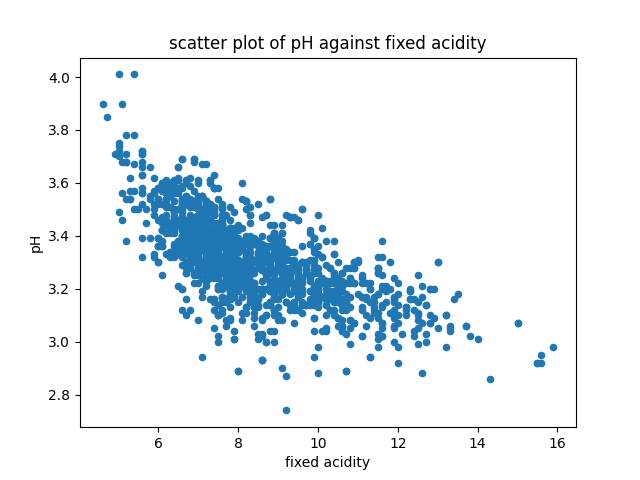 scatter plot of pH against fixed acidity
4.0
3.8
3.6
3.4
3.2
3.0
2.8
pH
6 8 10 12 14 16
fixed acidity